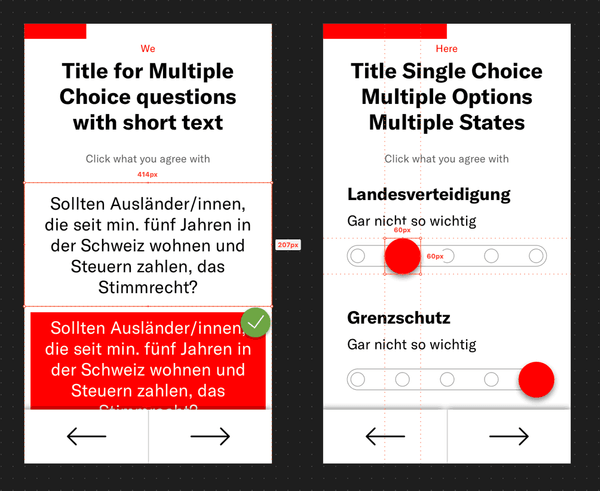 We
Title for Multiple
Choice questions
with short text
Click what you agree with
414px
Sollten Ausländer/innen,
die seit min. fünf Jahren in
der Schweiz wohnen und
Steuern zahlen, das
Stimmrecht?
207px
Sollten Ausländer/innen,
die seit min. fünf Jahren in
der Schweiz wohnen und
Steuern zahlen, das
Stimmrecht?
Here
Title Single Choice
Multiple Options
Multiple States
Click what you agree with
Landesverteidigung
Gar nicht so wichtig
60px
60px
Grenzschutz
Gar nicht so wichtig